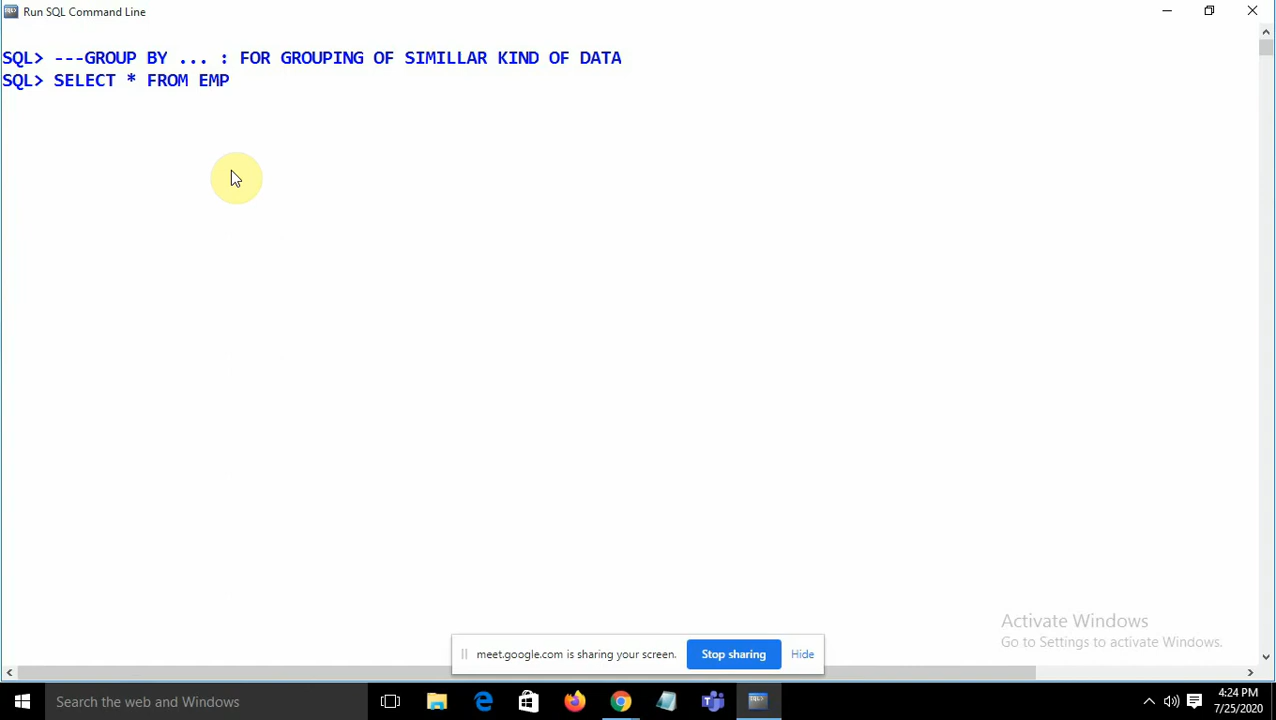 Run SQL Command Line
SQL> ---GROUP BY ... : FOR GROUPING OF SIMILLAR KIND OF DATA
SQL> SELECT * FROM EMP
Activate Windows
Go to Settings to activate Windows.
meet.google.com is sharing your screen. Stop sharing Hide
Search the web and Windows
4:24 PM
7/25/2020